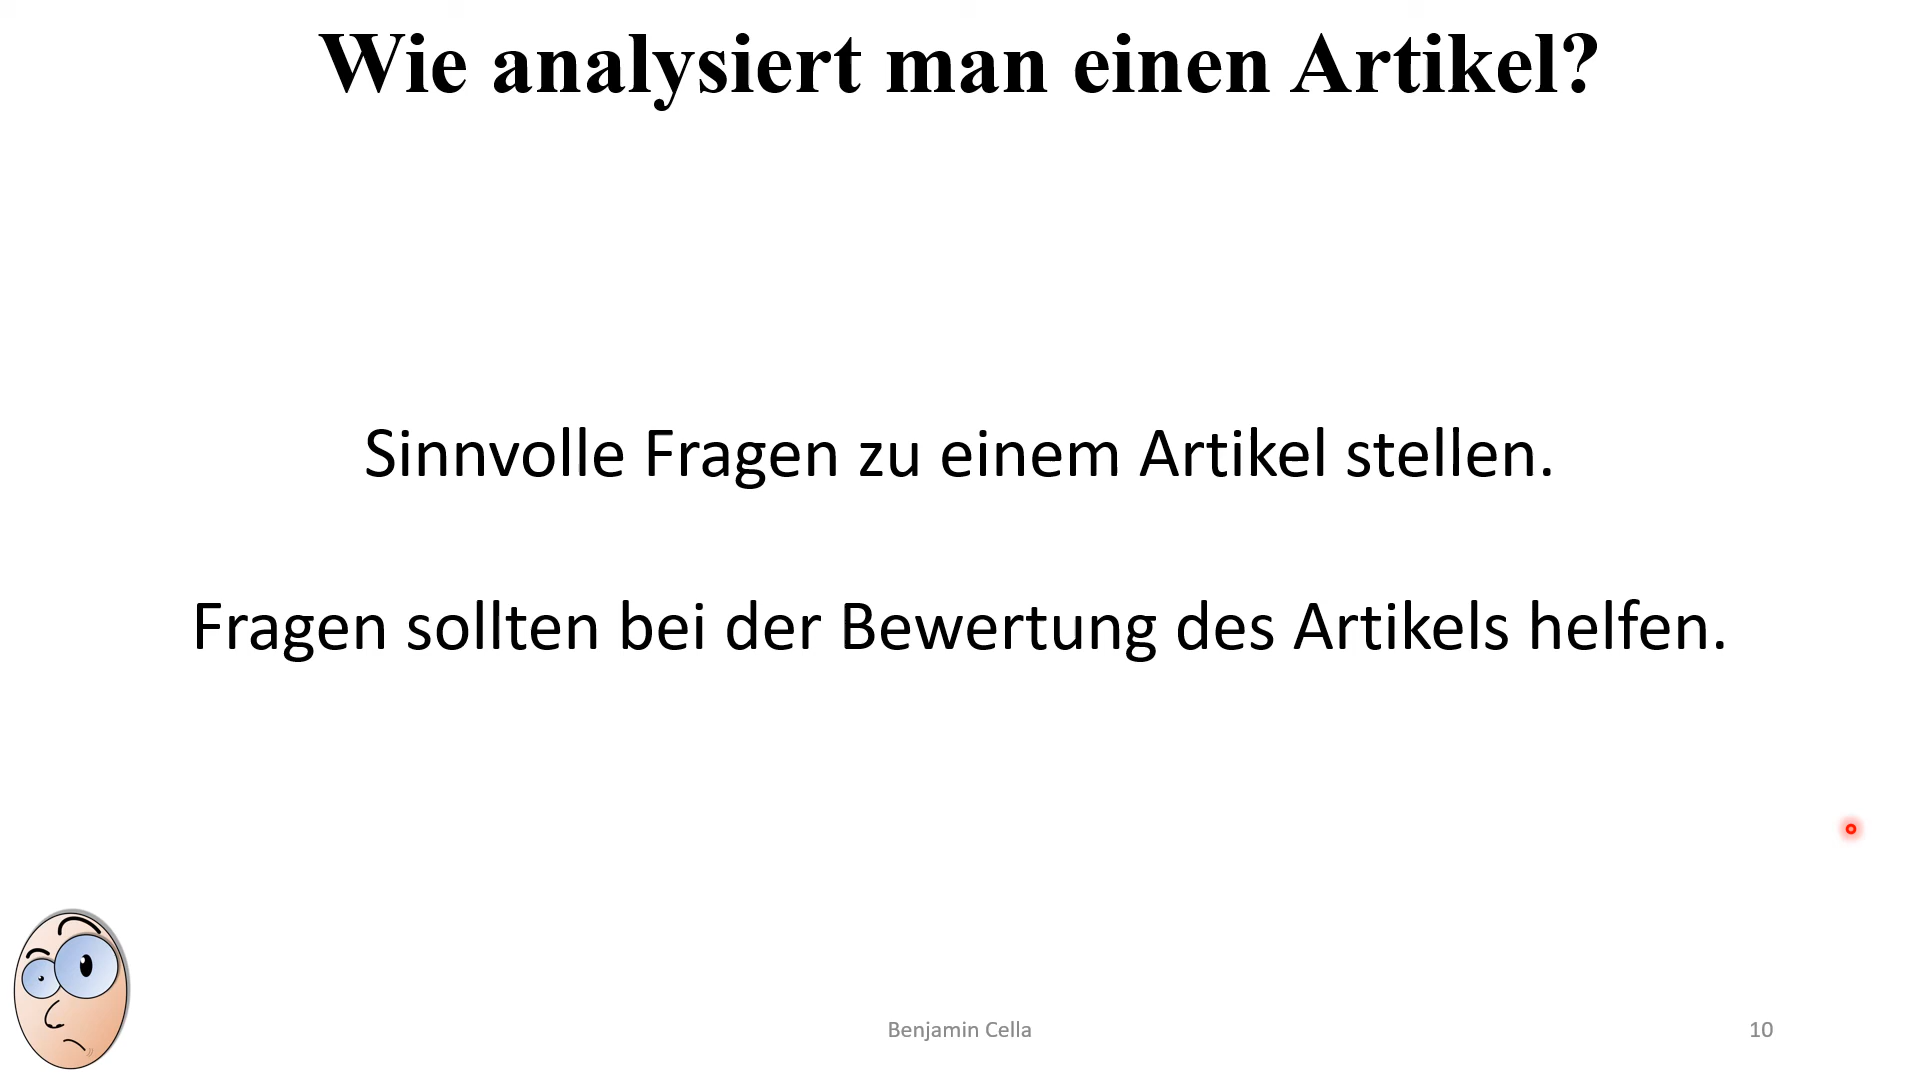 Wie analysiert man einen Artikel?
Sinnvolle Fragen zu einem Artikel stellen.
Fragen sollten bei der Bewertung des Artikels helfen.
Benjamin Cella
10